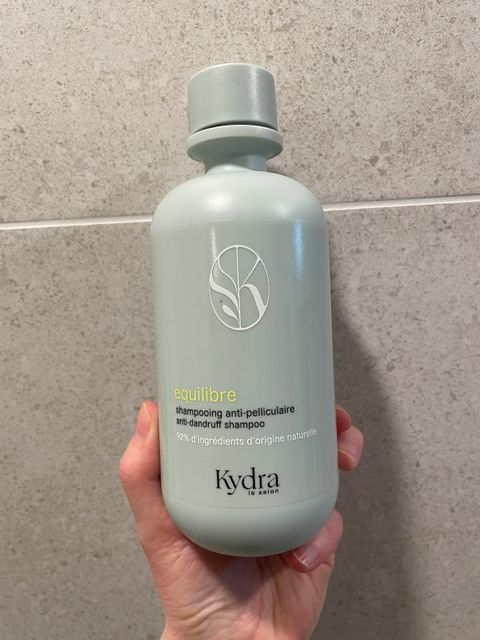 équilibre
shampooing anti-pelliculaire
anti-dandruff shampoo
92% d'ingrédients d'origine naturelle
Kydra
le salon